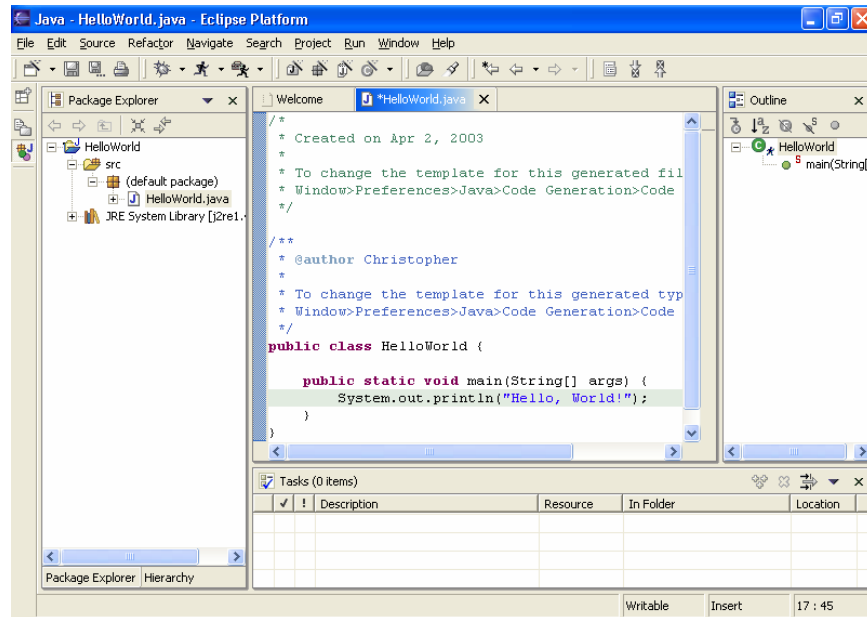 Java - HelloWorld.java - Eclipse Platform
File Edit Source Refactor Navigate Search Project Run Window Help
Package Explorer
HelloWorld
src
(default package)
HelloWorld.java
JRE System Library [j2re1.
Package Explorer Hierarchy
Welcome *HelloWorld.java
/*
* Created on Apr 2, 2003
*
* To change the template for this generated fil
* Window>Preferences>Java>Code Generation>Code
*/
/**
* @author Christopher
*
* To change the template for this generated typ
* Window>Preferences>Java>Code Generation>Code
*/
public class HelloWorld {
public static void main(String[] args) {
System.out.println("Hello, World!");
}
}
Outline
HelloWorld
main(String[
Tasks (0 items)
! Description Resource In Folder Location
Writable Insert 17 : 45